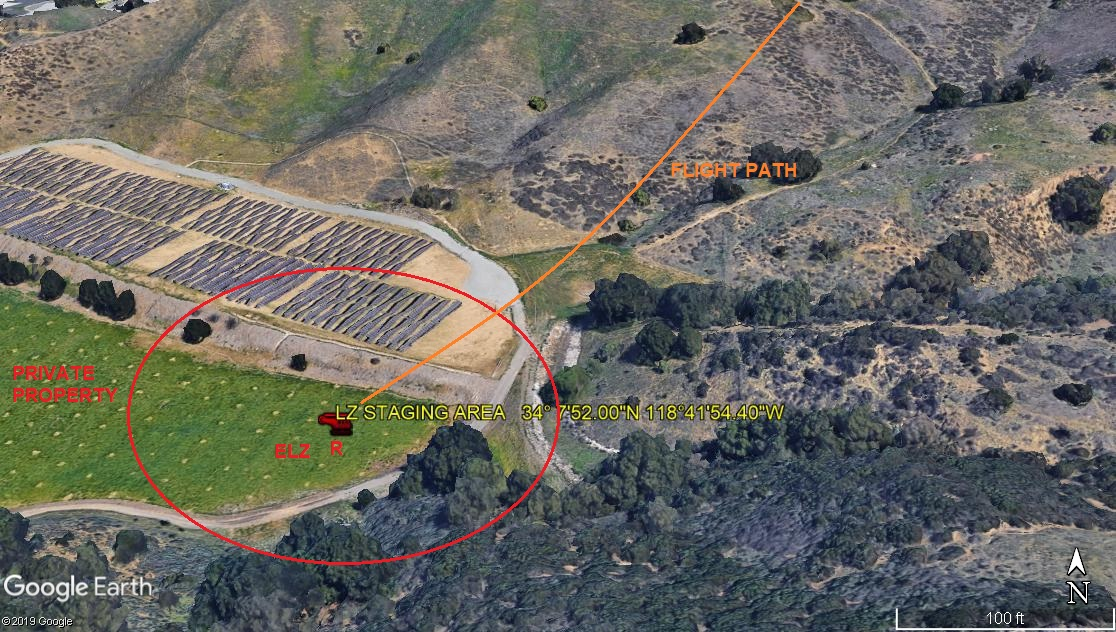 FLIGHT PATH
PRIVATE
PROPERTY
LZ STAGING AREA 34° 7'52.00"N 118°41'54.40"W
ELZ R
Google Earth
N
©2019 Google
100 ft